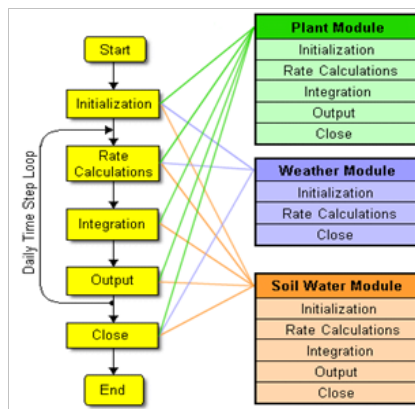 Start
Initialization
Rate
Calculations
Integration
Output
Close
End
Daily Time Step Loop
Plant Module
Initialization
Rate Calculations
Integration
Output
Close
Weather Module
Initialization
Rate Calculations
Close
Soil Water Module
Initialization
Rate Calculations
Integration
Output
Close